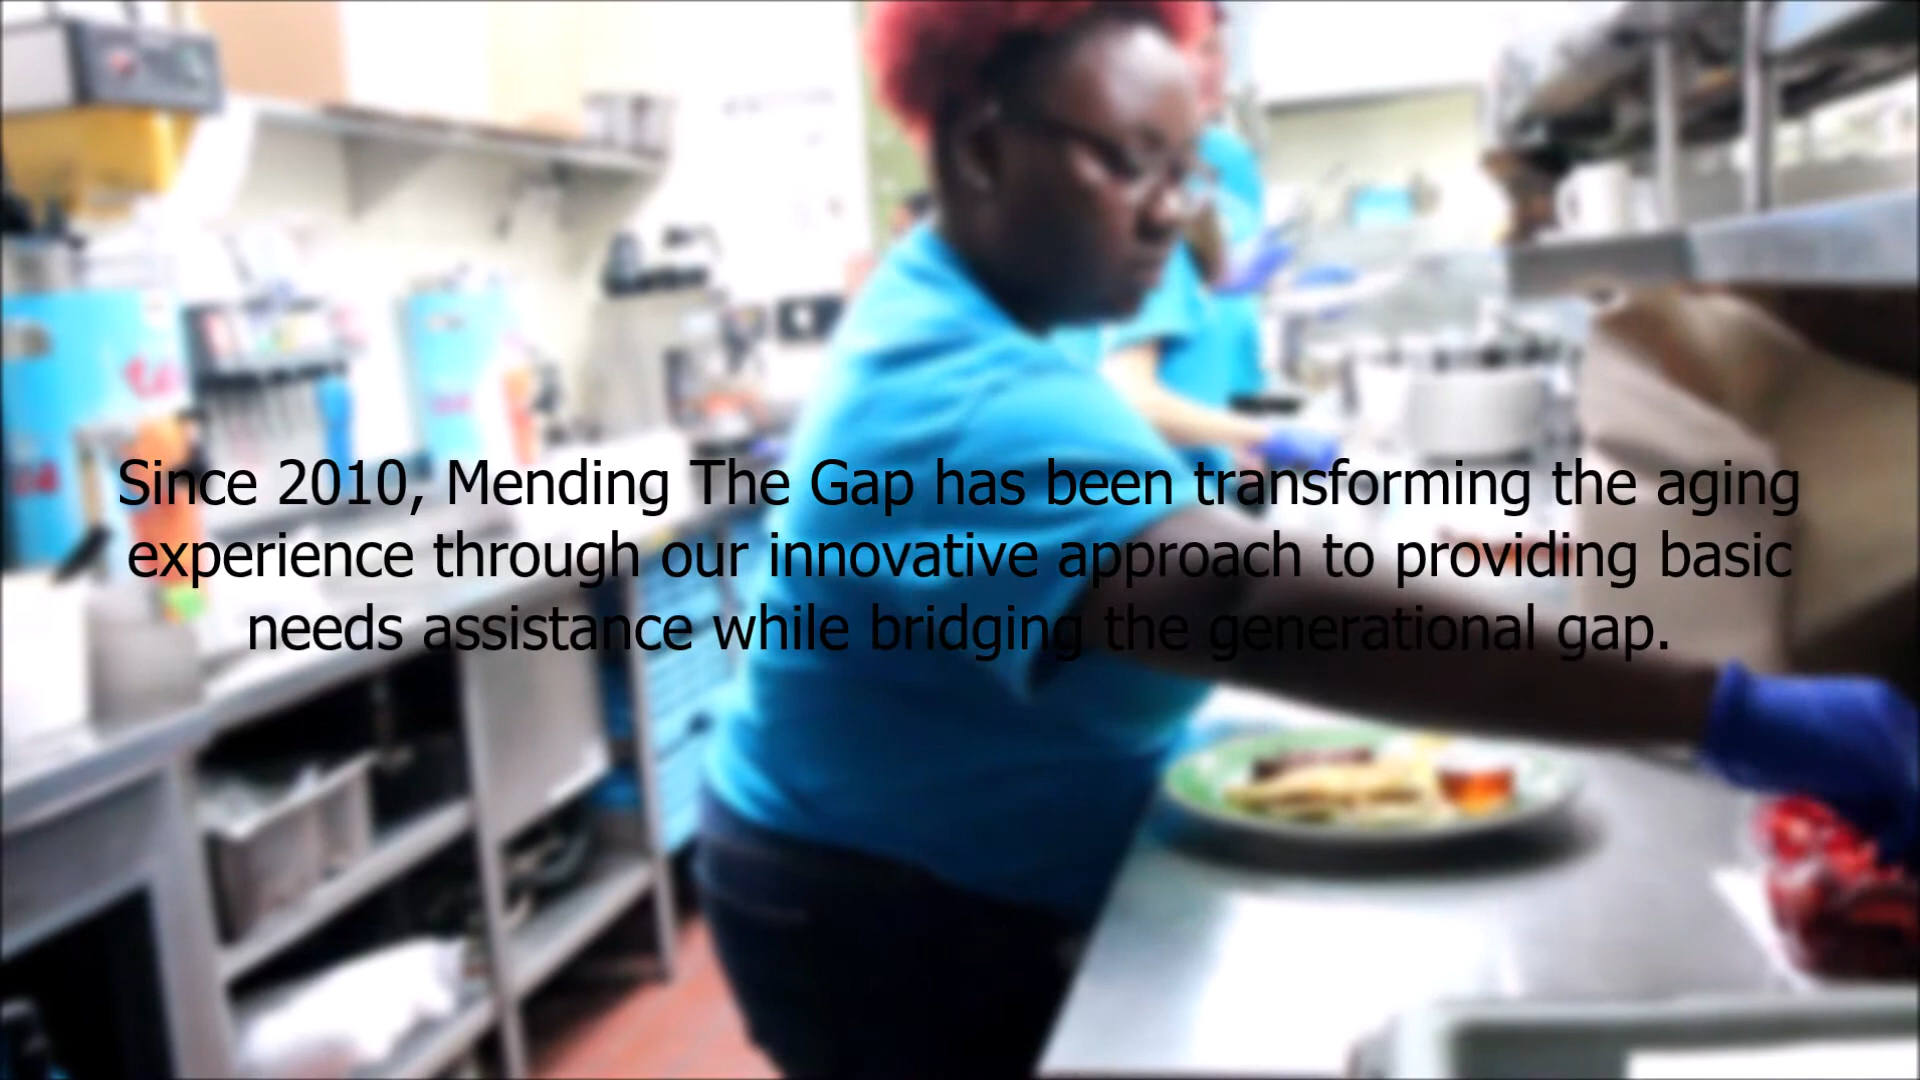 Since 2010, Mending The Gap has been transforming the aging
experience through our innovative approach to providing basic
needs assistance while bridging the generational gap.